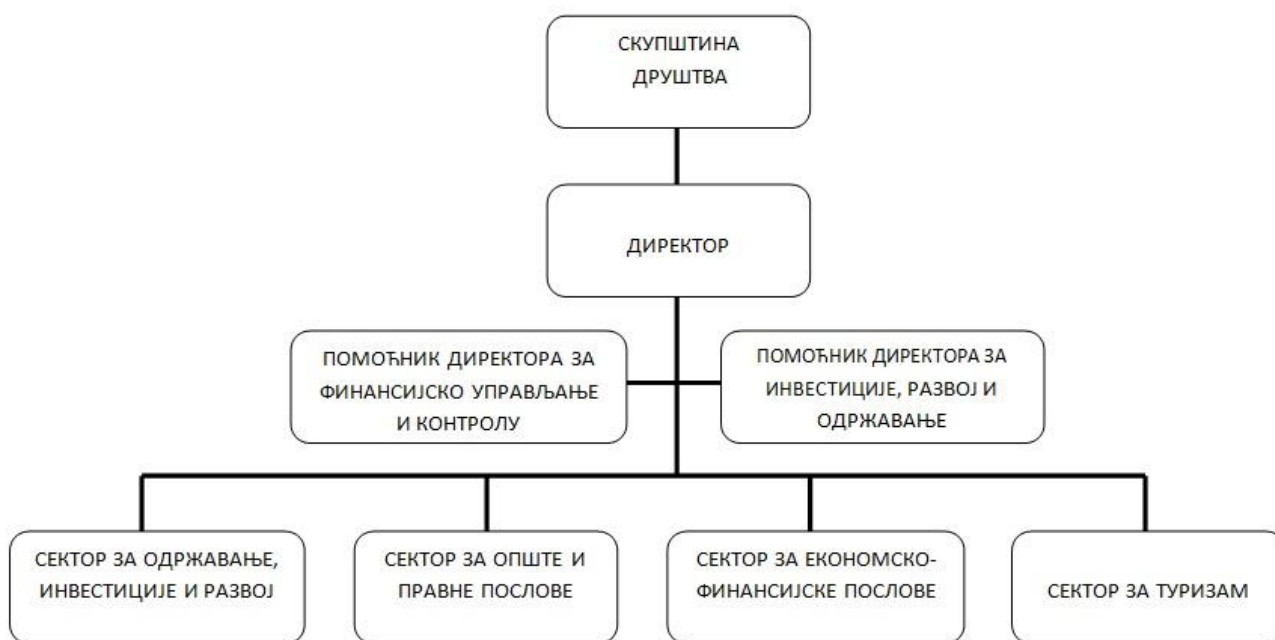 СКУПШТИНА
ДРУШТВА
ДИРЕКТОР
ПОМОЋНИК ДИРЕКТОРА ЗА
ФИНАНСИЈСКО УПРАВЉАЊЕ
И КОНТРОЛУ
ПОМОЋНИК ДИРЕКТОРА ЗА
ИНВЕСТИЦИЈЕ, РАЗВОЈ И
ОДРЖАВАЊЕ
СЕКТОР ЗА ОДРЖАВАЊЕ,
ИНВЕСТИЦИЈЕ И РАЗВОЈ
СЕКТОР ЗА ОПШТЕ И
ПРАВНЕ ПОСЛОВЕ
СЕКТОР ЗА ЕКОНОМСКО-
ФИНАНСИЈСКЕ ПОСЛОВЕ
СЕКТОР ЗА ТУРИЗАМ